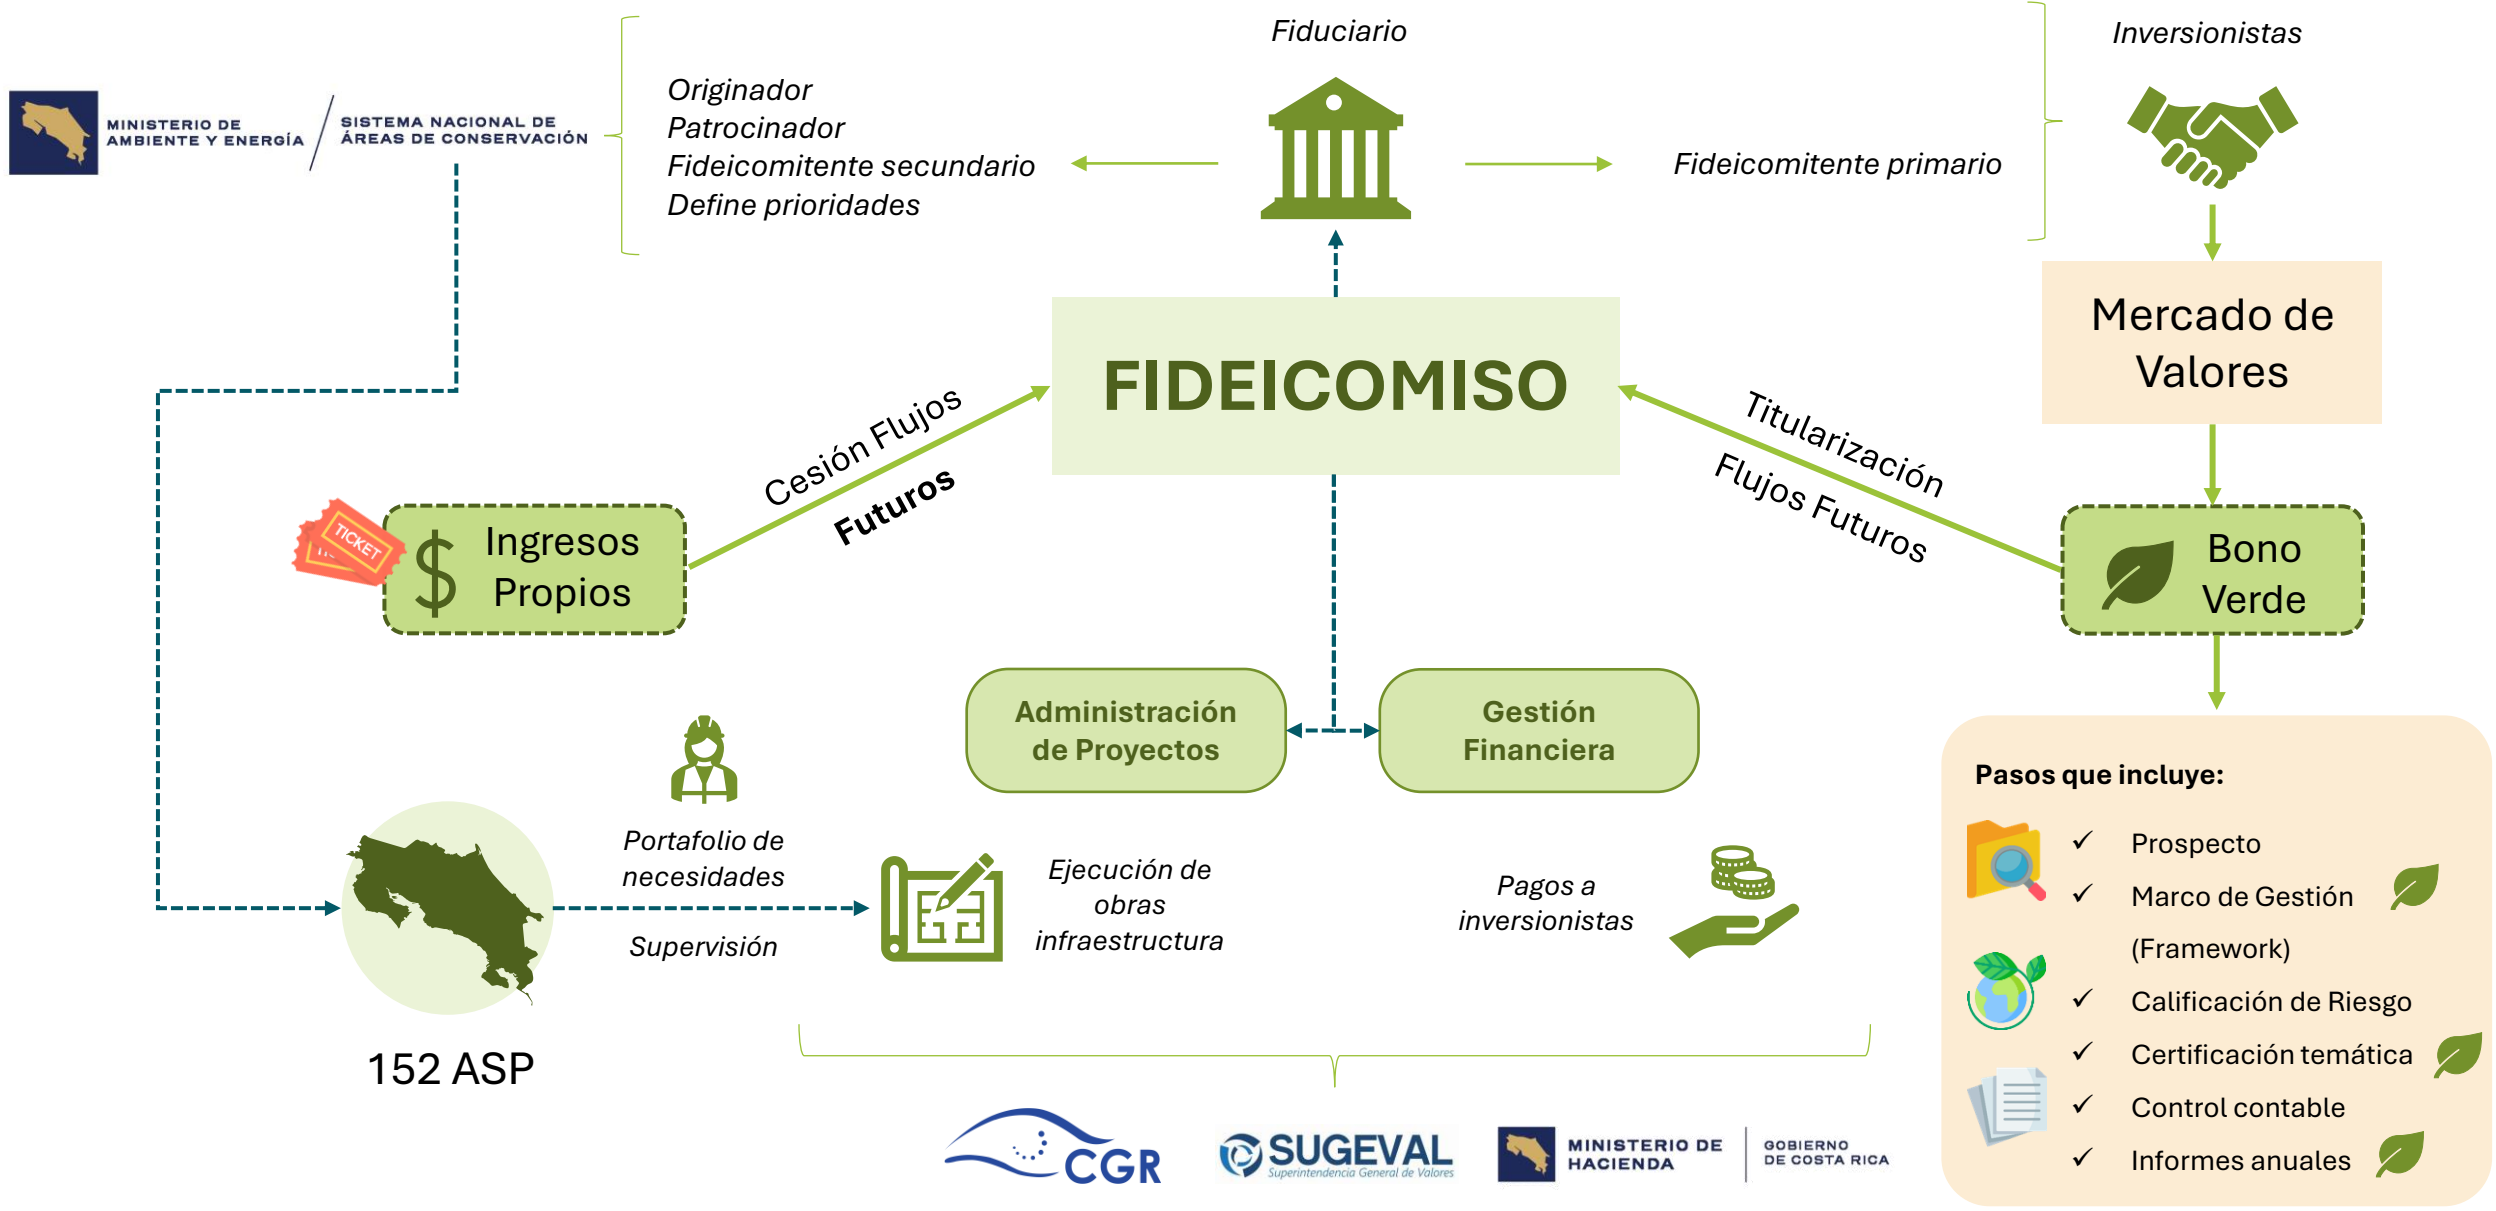 Fiduciario
Inversionistas
MINISTERIO DE
AMBIENTE Y ENERGÍA
SISTEMA NACIONAL DE
ÁREAS DE CONSERVACIÓN
Originador
Patrocinador
Fideicomitente secundario
Define prioridades
Fideicomitente primario
Mercado de
Valores
FIDEICOMISO
Cesión Flujos
Futuros
Titularización
Flujos Futuros
TICKET
Ingresos
Propios
$
Bono
Verde
Administración
de Proyectos
Gestión
Financiera
Portafolio de
necesidades
Supervisión
Ejecución de
obras
infraestructura
Pagos a
inversionistas
152 ASP
Pasos que incluye:
✓ Prospecto
✓ Marco de Gestión
(Framework)
✓ Calificación de Riesgo
✓ Certificación temática
✓ Control contable
✓ Informes anuales
CGR
SUGEVAL
Superintendencia General de Valores
MINISTERIO DE
HACIENDA
GOBIERNO
DE COSTA RICA